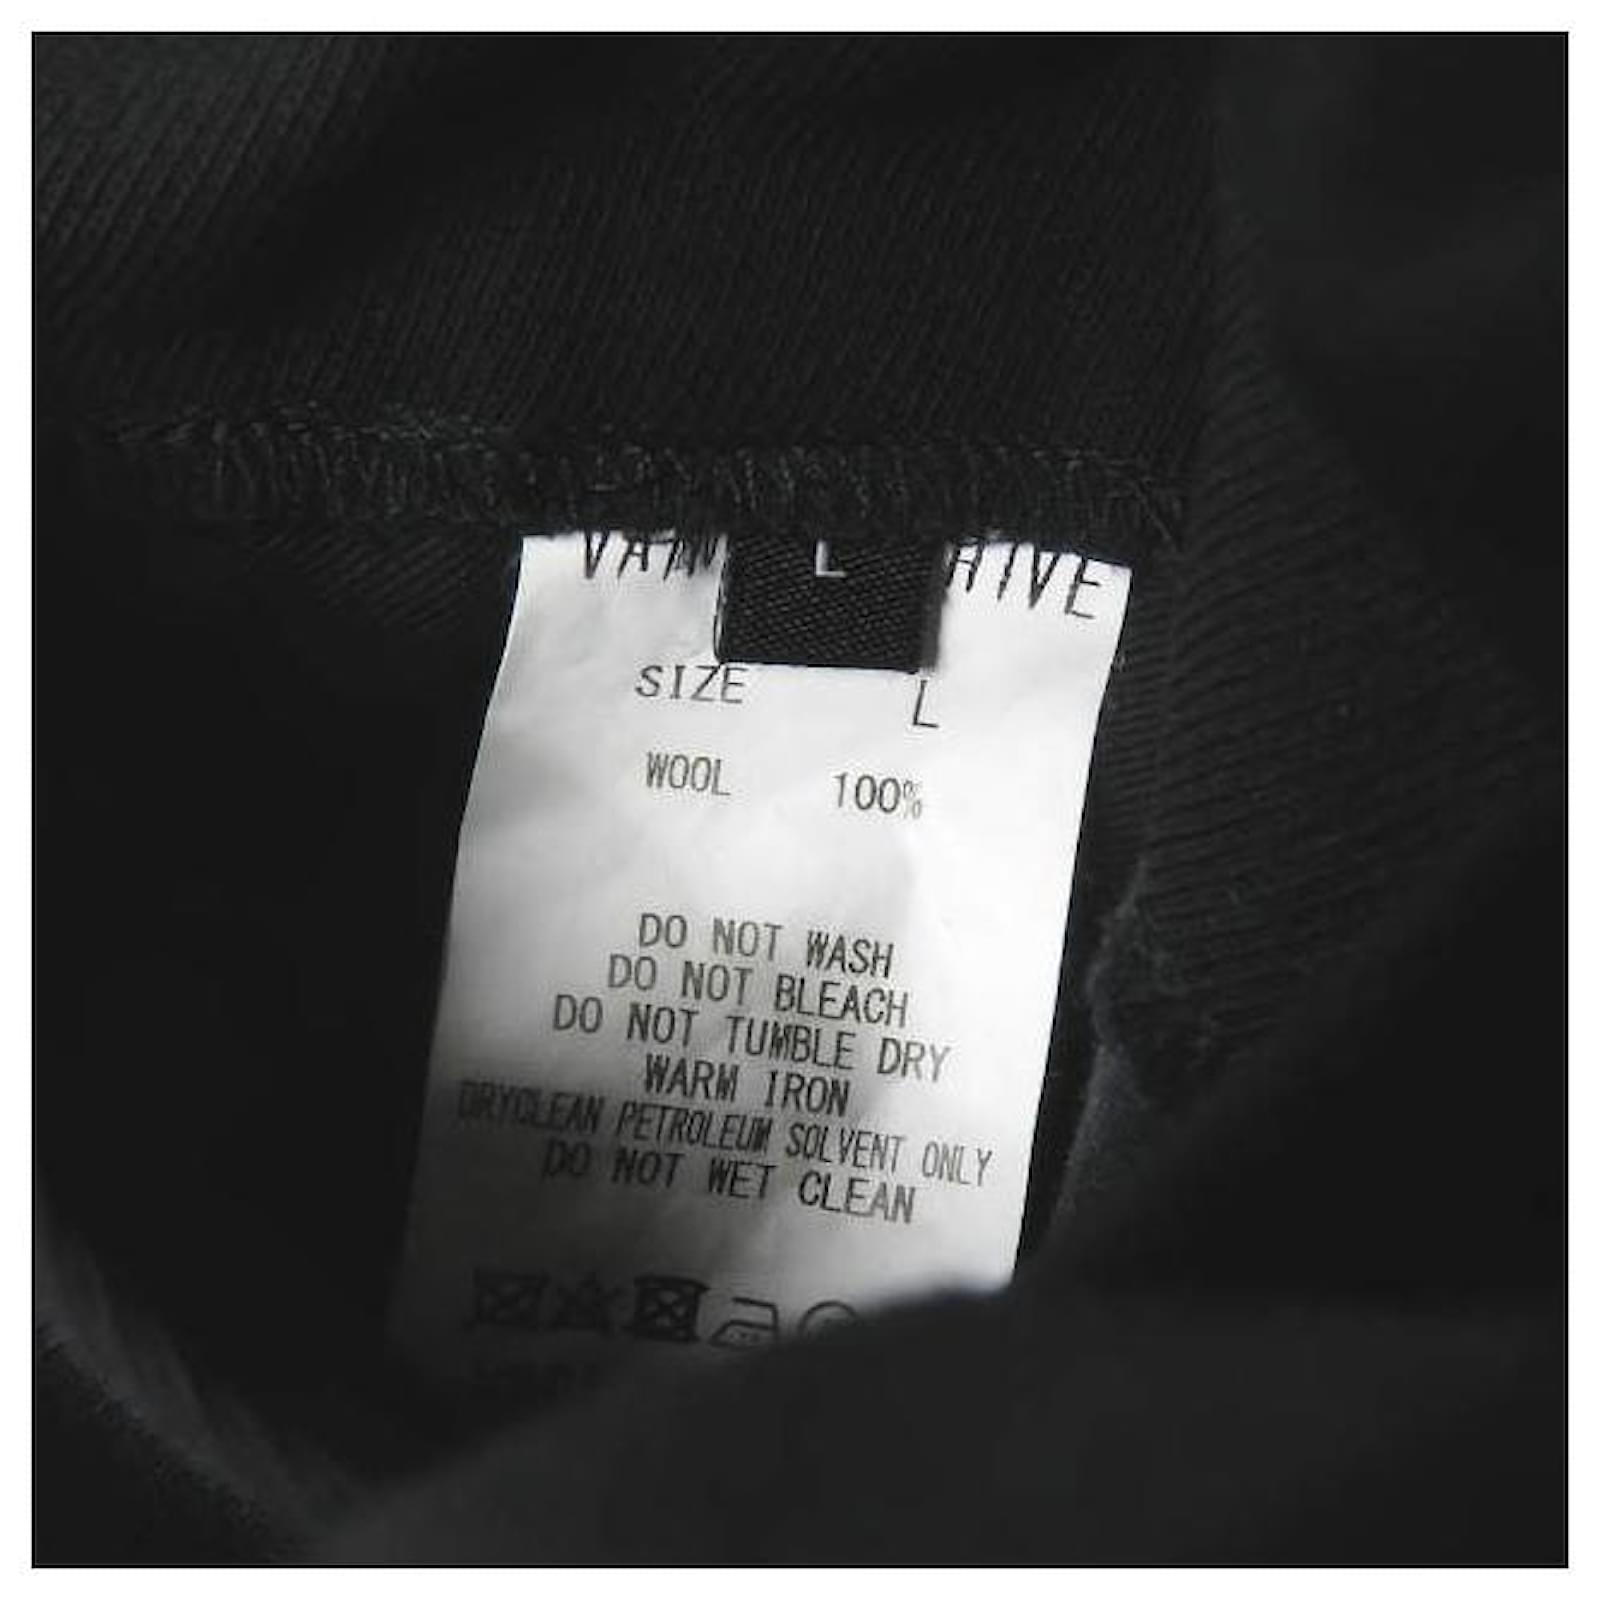 L
SIZE L
WOOL 100%
DO NOT WASH
DO NOT BLEACH
DO NOT TUMBLE DRY
WARM IRON
DRYCLEAN PETROLEUM SOLVENT ONLY
DO NOT WET CLEAN